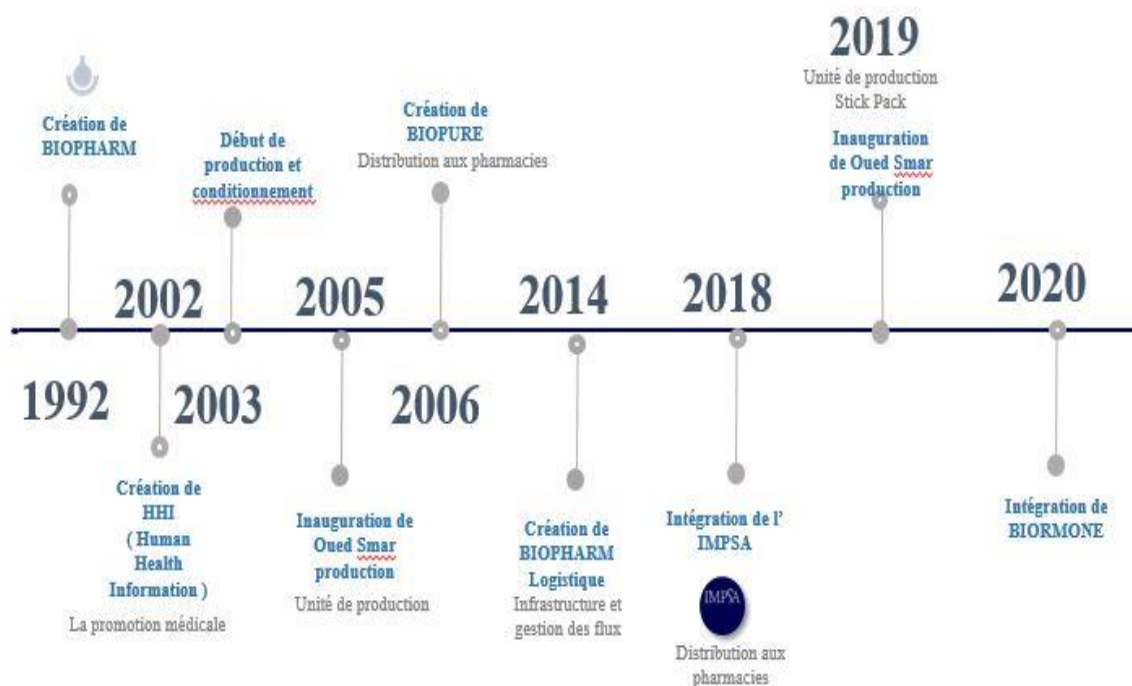 Création de
BIOPHARM
1992
2002
Création de
HHI
( Human
Health
Information )
La promotion médicale
Début de
production et
conditionnement
2003
2005
Inauguration de
Oued Smar
production
Unité de production
Création de
BIOPURE
Distribution aux pharmacies
2006
2014
Création de
BIOPHARM
Logistique
Infrastructure et
gestion des flux
2018
Intégration de l’
IMPSA
IMPSA
Distribution aux
pharmacies
2019
Unité de production
Stick Pack
Inauguration
de Oued Smar
production
2020
Intégration de
BIORMONE